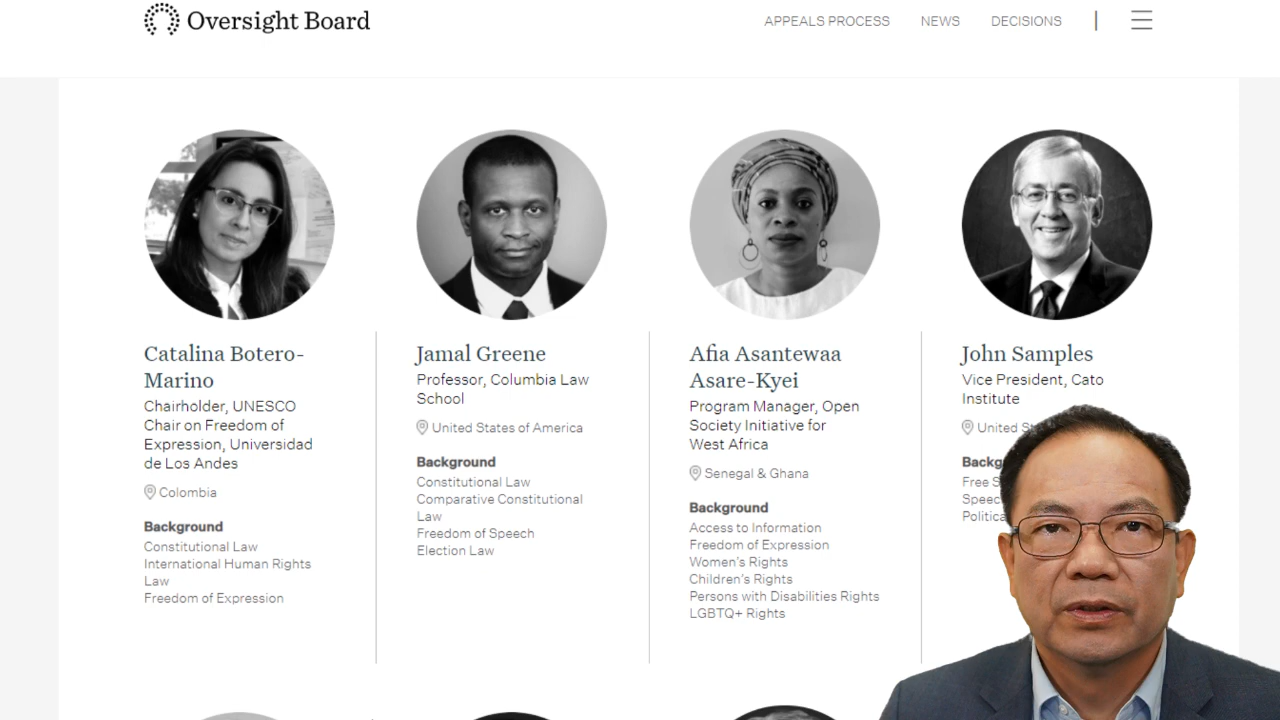 Oversight Board
APPEALS PROCESS
NEWS
DECISIONS
Catalina Botero-
Marino
Chairholder, UNESCO
Chair on Freedom of
Expression, Universidad
de Los Andes
Colombia
Background
Constitutional Law
International Human Rights
Law
Freedom of Expression
Jamal Greene
Professor, Columbia Law
School
United States of America
Background
Constitutional Law
Comparative Constitutional
Law
Freedom of Speech
Election Law
Afia Asantewaa
Asare-Kyei
Program Manager, Open
Society Initiative for
West Africa
Senegal & Ghana
Background
Access to Information
Freedom of Expression
Women's Rights
Children's Rights
Persons with Disabilities Rights
LGBTQ+ Rights
John Samples
Vice President, Cato
Institute
United
Free